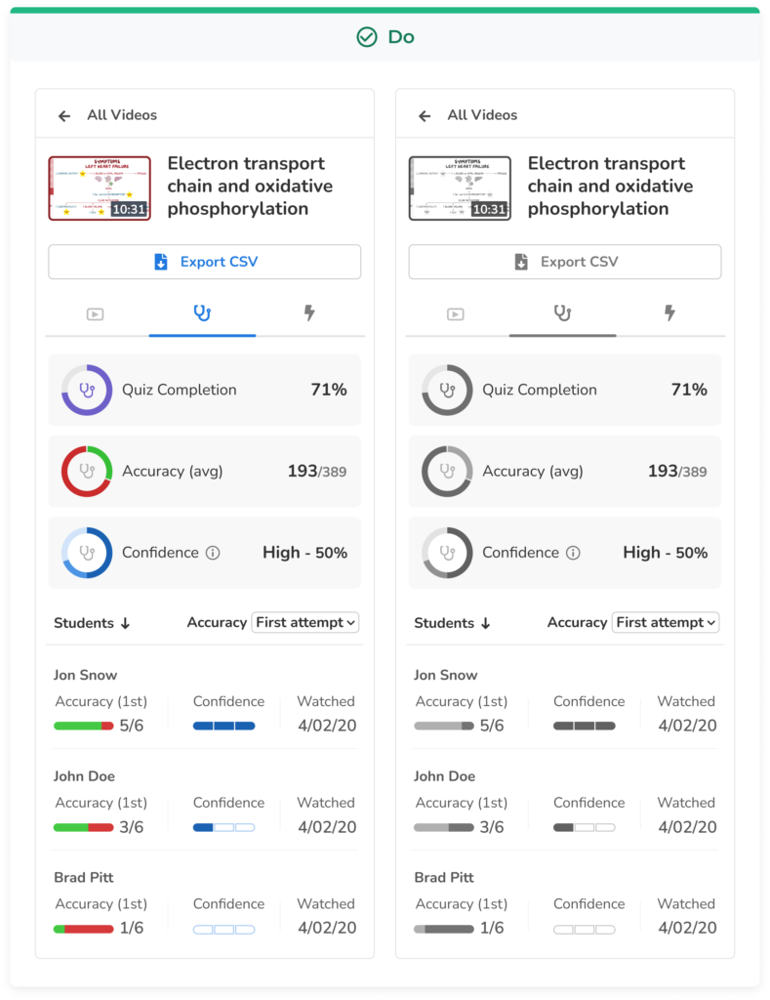 Do
All Videos
SYMPTOMS
LEFT HEART FAILURE
10:31
Electron transport
chain and oxidative
phosphorylation
Export CSV
Quiz Completion 71%
Accuracy (avg) 193/389
Confidence High - 50%
Students Accuracy First attempt
Jon Snow
Accuracy (1st) Confidence Watched
5/6 4/02/20
John Doe
Accuracy (1st) Confidence Watched
3/6 4/02/20
Brad Pitt
Accuracy (1st) Confidence Watched
1/6 4/02/20
All Videos
SYMPTOMS
LEFT HEART FAILURE
10:31
Electron transport
chain and oxidative
phosphorylation
Export CSV
Quiz Completion 71%
Accuracy (avg) 193/389
Confidence High - 50%
Students Accuracy First attempt
Jon Snow
Accuracy (1st) Confidence Watched
5/6 4/02/20
John Doe
Accuracy (1st) Confidence Watched
3/6 4/02/20
Brad Pitt
Accuracy (1st) Confidence Watched
1/6 4/02/20